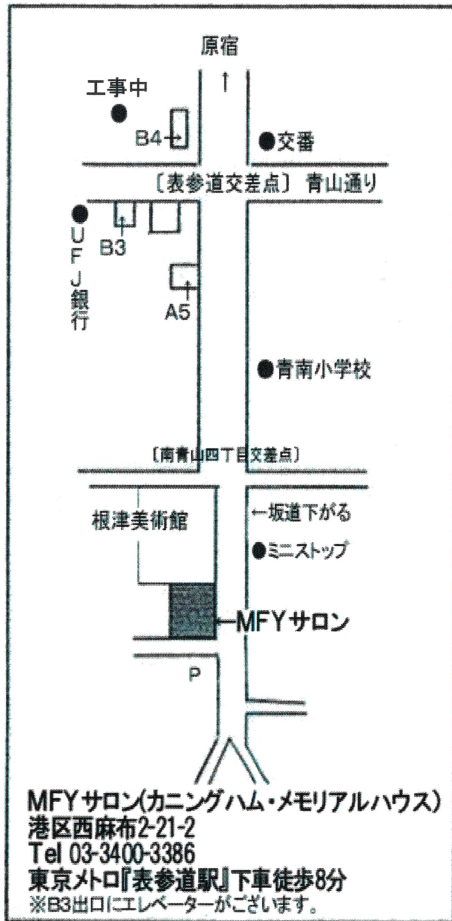 原宿
↑
工事中
B4→
●交番
〔表参道交差点〕 青山通り
B3
UFJ銀行
A5
●青南小学校
〔南青山四丁目交差点〕
←坂道下がる
根津美術館
●ミニストップ
←MFYサロン
P
MFYサロン(カニングハム・メモリアルハウス)
港区西麻布2-21-2
Tel 03-3400-3386
東京メトロ『表参道駅』下車徒歩8分
※B3出口にエレベーターがございます。